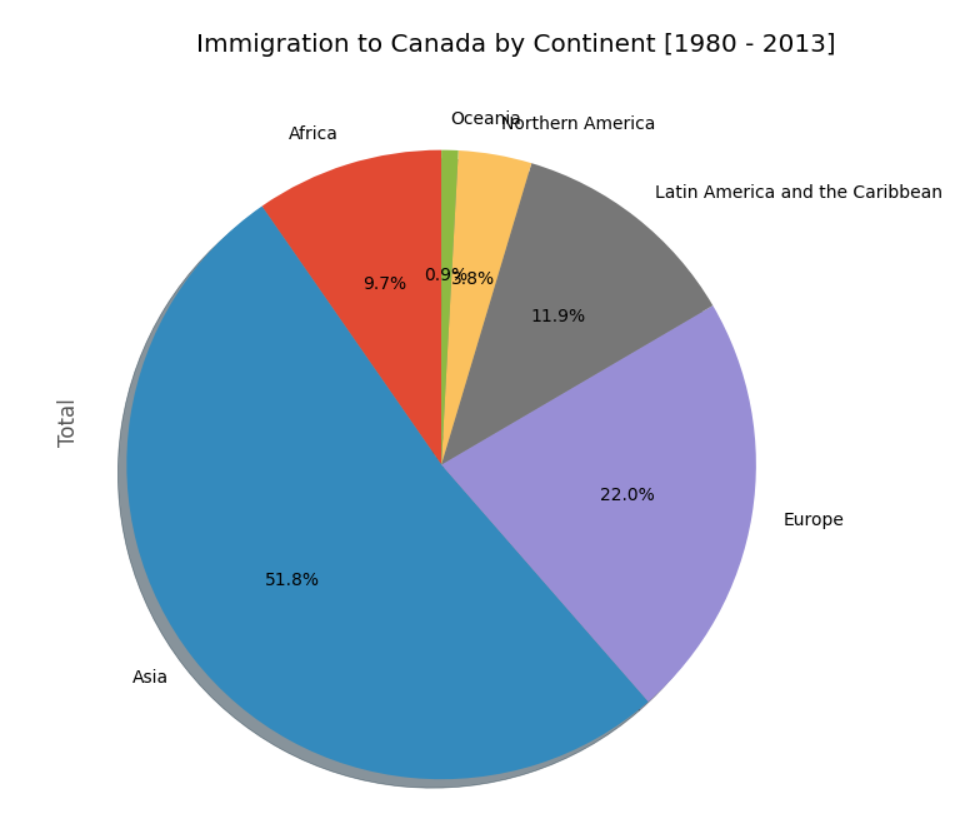 Immigration to Canada by Continent [1980 - 2013]
Oceania
Northern America
Africa
Latin America and the Caribbean
0.9%
3.8%
9.7%
11.9%
Total
22.0%
Europe
51.8%
Asia